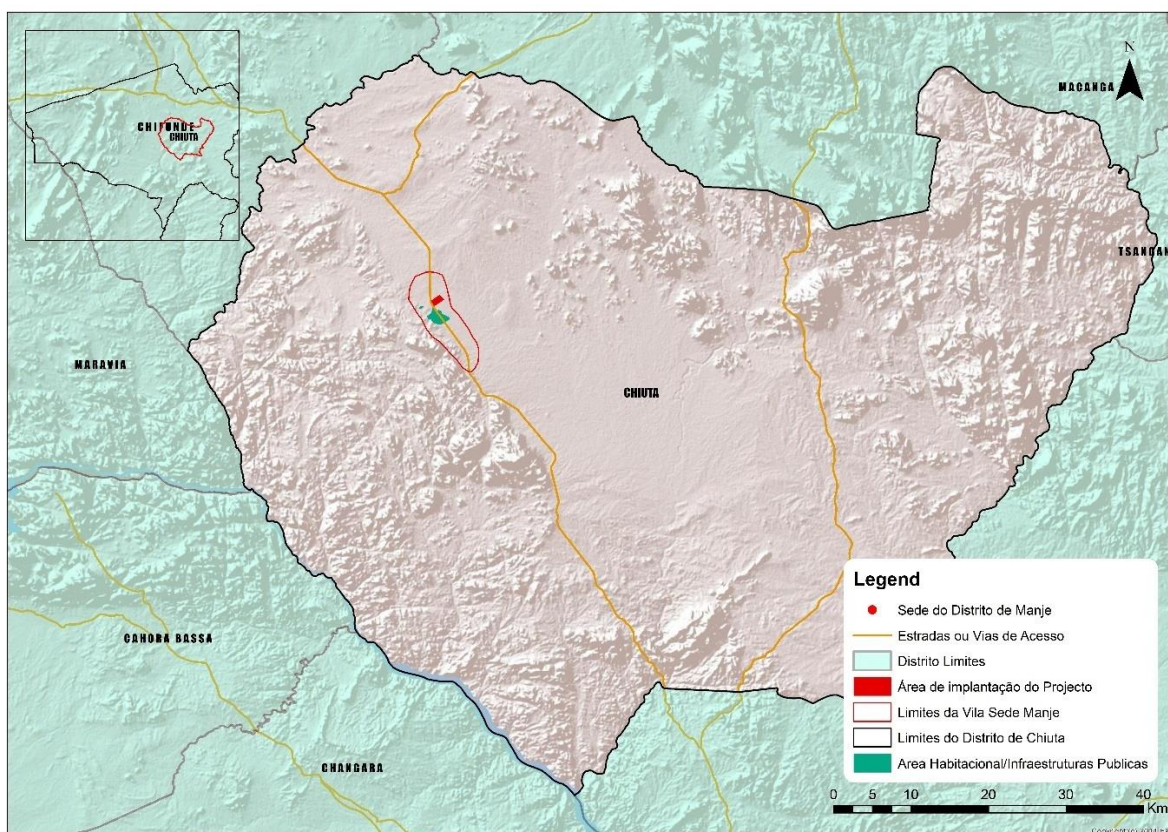 N
MACANGA
CHIFUNDE
CHIUTA
TSANGAN
MARAVIA
CHIUTA
CAHORA BASSA
CHANGARA
Legend
Sede do Distrito de Manje
Estradas ou Vias de Acesso
Distrito Limites
Área de implantação do Projecto
Limites da Vila Sede Manje
Limites do Distrito de Chiuta
Area Habitacional/Infraestruturas Publicas
0 5 10 20 30 40
Km